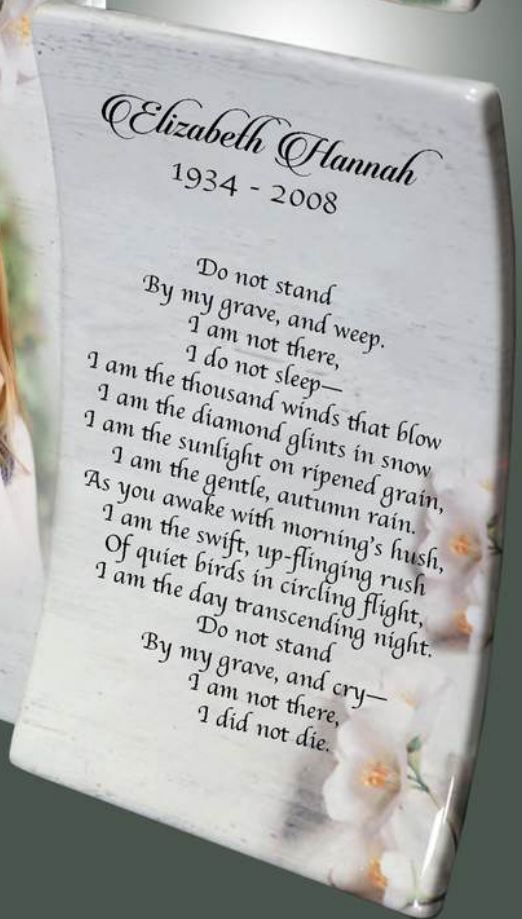 Elizabeth Hannah
1934 - 2008
Do not stand
By my grave, and weep.
I am not there,
I do not sleep—
I am the thousand winds that blow
I am the diamond glints in snow
I am the sunlight on ripened grain,
I am the gentle, autumn rain.
As you awake with morning's hush,
I am the swift, up-flinging rush
Of quiet birds in circling flight,
I am the day transcending night.
Do not stand
By my grave, and cry—
I am not there,
I did not die.